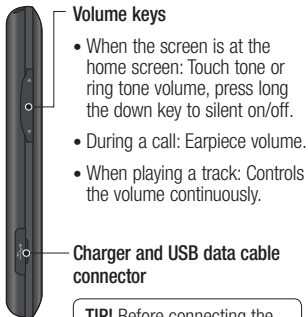 Volume keys
• When the screen is at the
home screen: Touch tone or
ring tone volume, press long
the down key to silent on/off.
• During a call: Earpiece volume.
• When playing a track: Controls
the volume continuously.
Charger and USB data cable
connector
TIP! Before connecting the